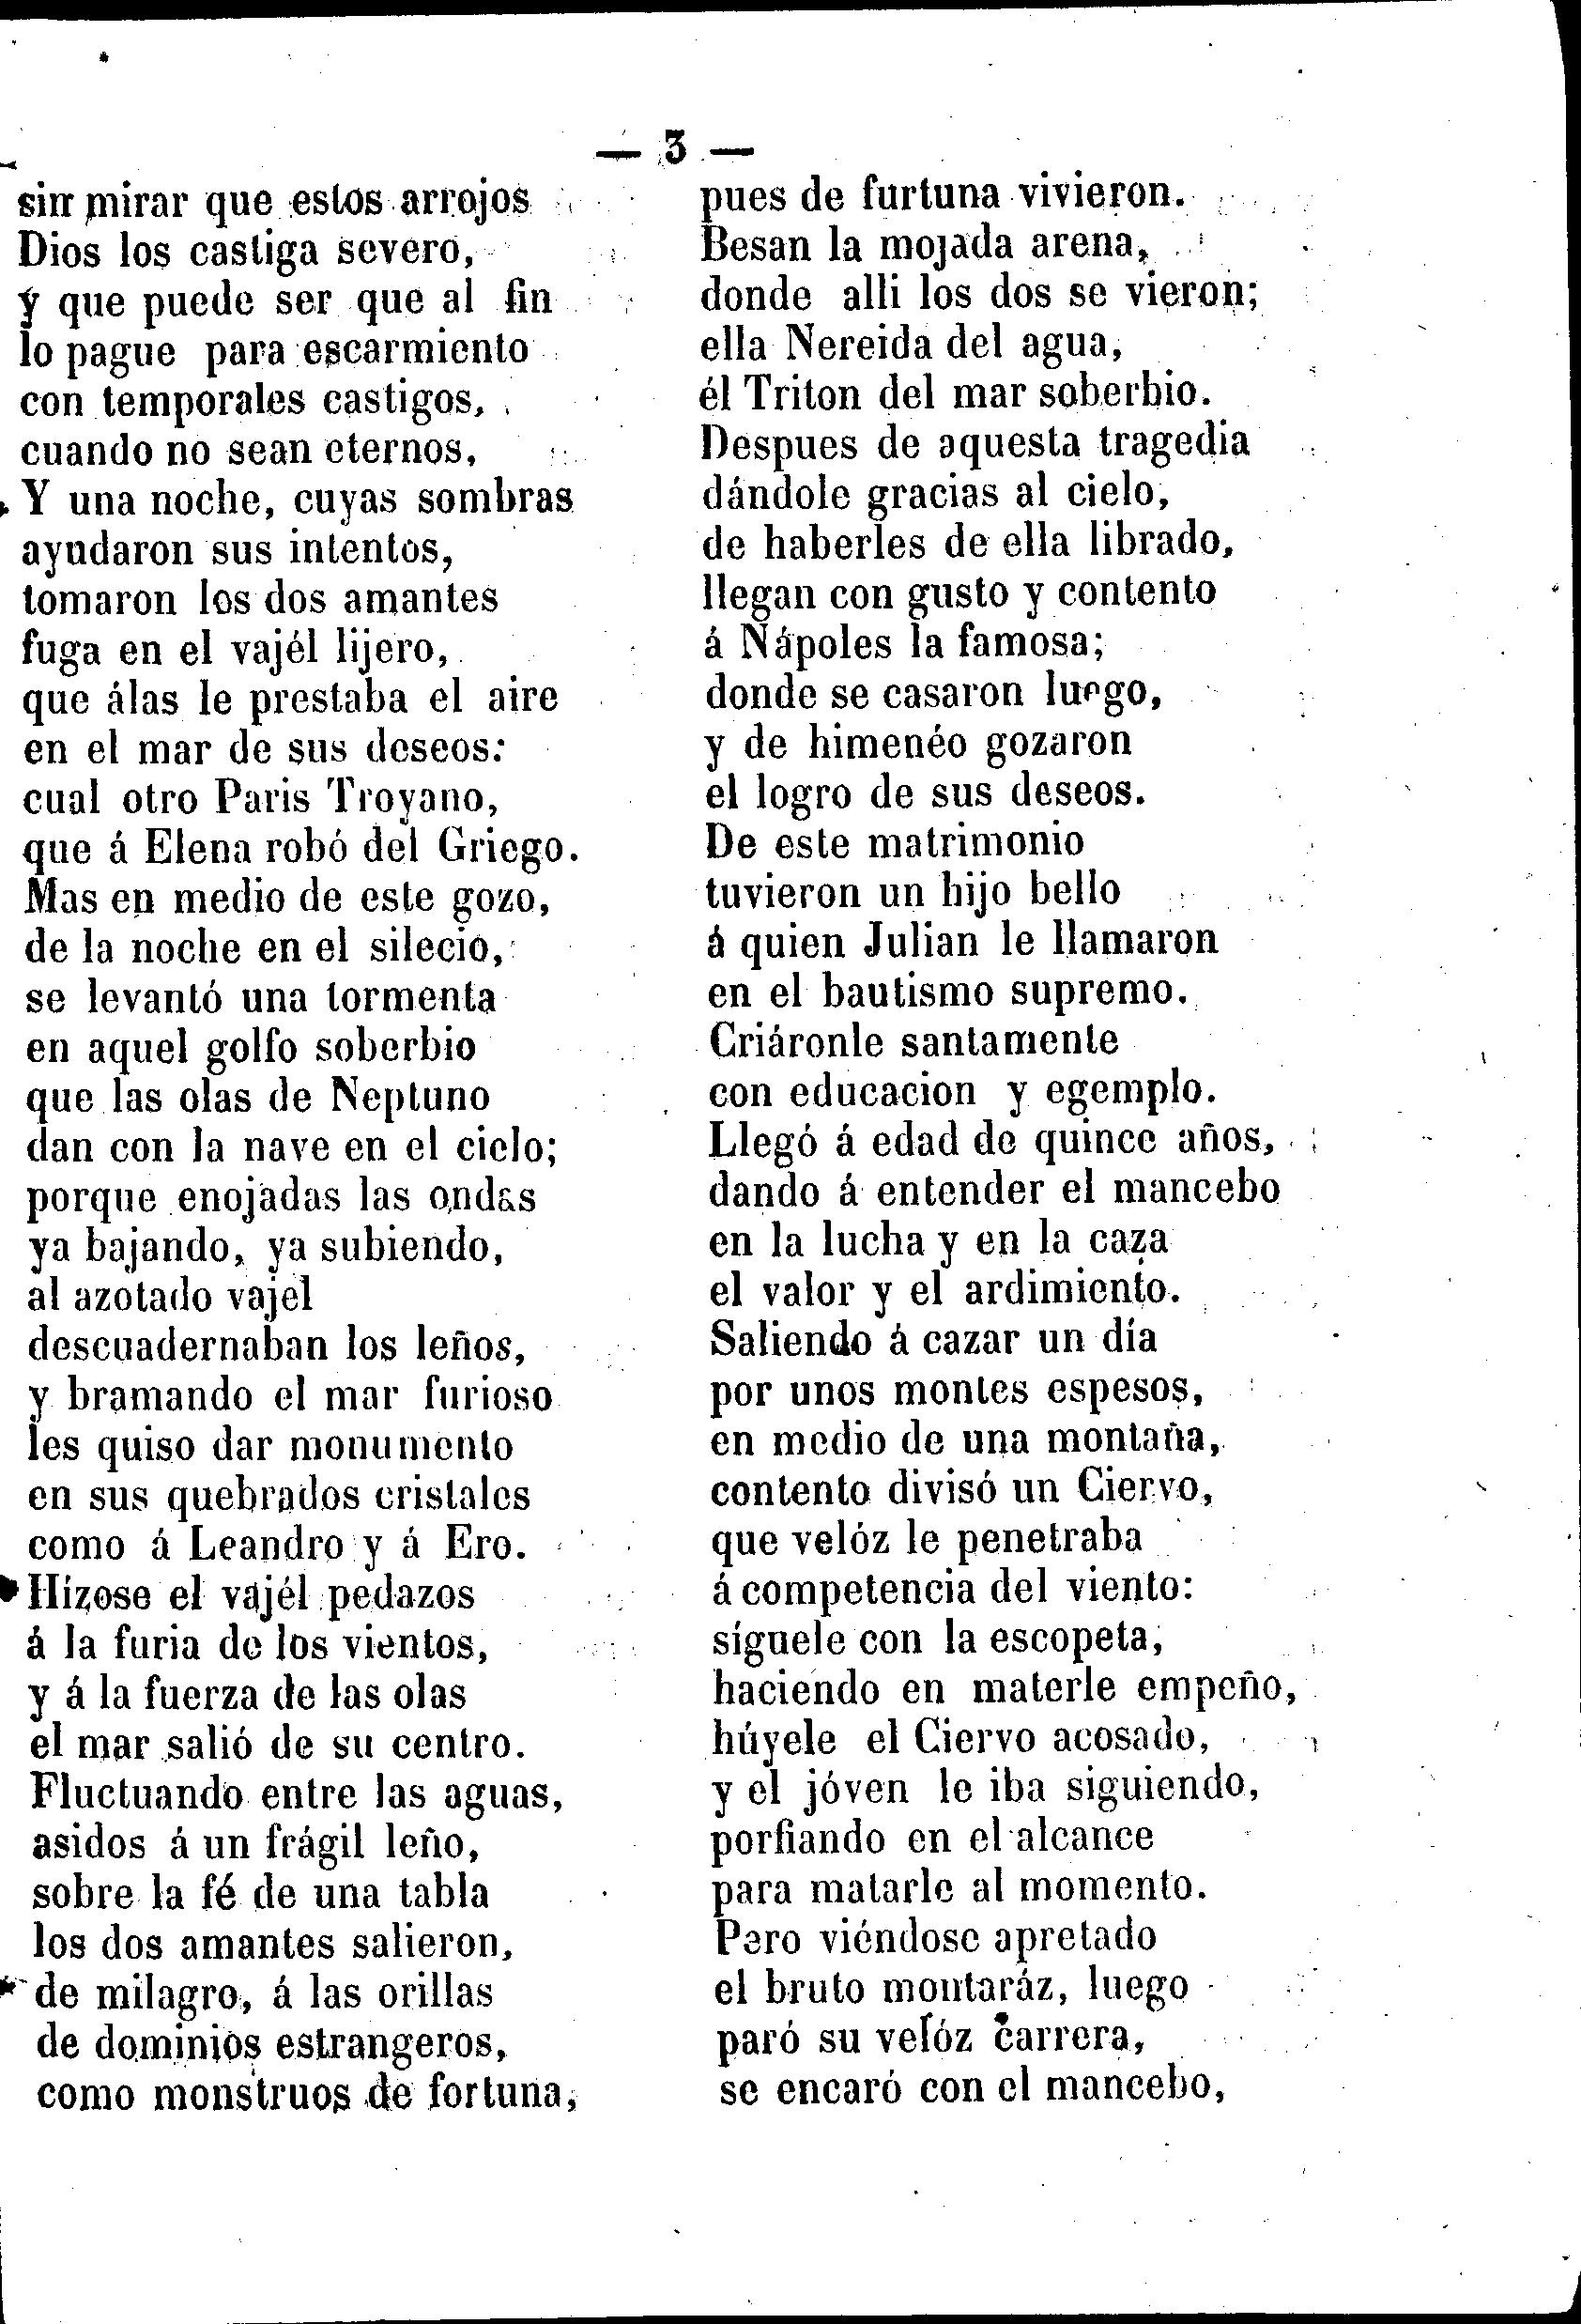 — 3 —
sin mirar que estos arrojos
Dios los castiga severo,
y que puede ser que al fin
lo pague para escarmiento
con temporales castigos,
cuando no sean eternos,
Y una noche, cuyas sombras
ayudaron sus intentos,
tomaron los dos amantes
fuga en el vajél lijero,
que álas le prestaba el aire
en el mar de sus deseos:
cual otro Paris Troyano,
que á Elena robó del Griego.
Mas en medio de este gozo,
de la noche en el silecio,
se levantó una tormenta
en aquel golfo soberbio
que las olas de Neptuno
dan con la nave en el cielo;
porque enojadas las ondas
ya bajando, ya subiendo,
al azotado vajel
descuadernaban los leños,
y bramando el mar furioso
les quiso dar monumento
en sus quebrados cristales
como á Leandro y á Ero.
Hízose el vajél pedazos
á la furia de los vientos,
y á la fuerza de las olas
el mar salió de su centro.
Fluctuando entre las aguas,
asidos á un frágil leño,
sobre la fé de una tabla
los dos amantes salieron,
de milagro, á las orillas
de dominios estrangeros,
como monstruos de fortuna,
pues de furtuna vivieron.
Besan la mojada arena,
donde alli los dos se vieron;
ella Nereida del agua,
él Triton del mar soberbio.
Despues de aquesta tragedia
dándole gracias al cielo,
de haberles de ella librado,
llegan con gusto y contento
á Nápoles la famosa;
donde se casaron luego,
y de himenéo gozaron
el logro de sus deseos.
De este matrimonio
tuvieron un hijo bello
á quien Julian le llamaron
en el bautismo supremo.
Criáronle santamente
con educacion y egemplo.
Llegó á edad de quince años,
dando á entender el mancebo
en la lucha y en la caza
el valor y el ardimiento.
Saliendo á cazar un día
por unos montes espesos,
en medio de una montaña,
contento divisó un Ciervo,
que velóz le penetraba
á competencia del viento:
síguele con la escopeta,
haciendo en materle empeño,
húyele el Ciervo acosado,
y el jóven le iba siguiendo,
porfiando en el alcance
para matarle al momento.
Pero viéndose apretado
el bruto montaráz, luego
paró su velóz carrera,
se encaró con el mancebo,